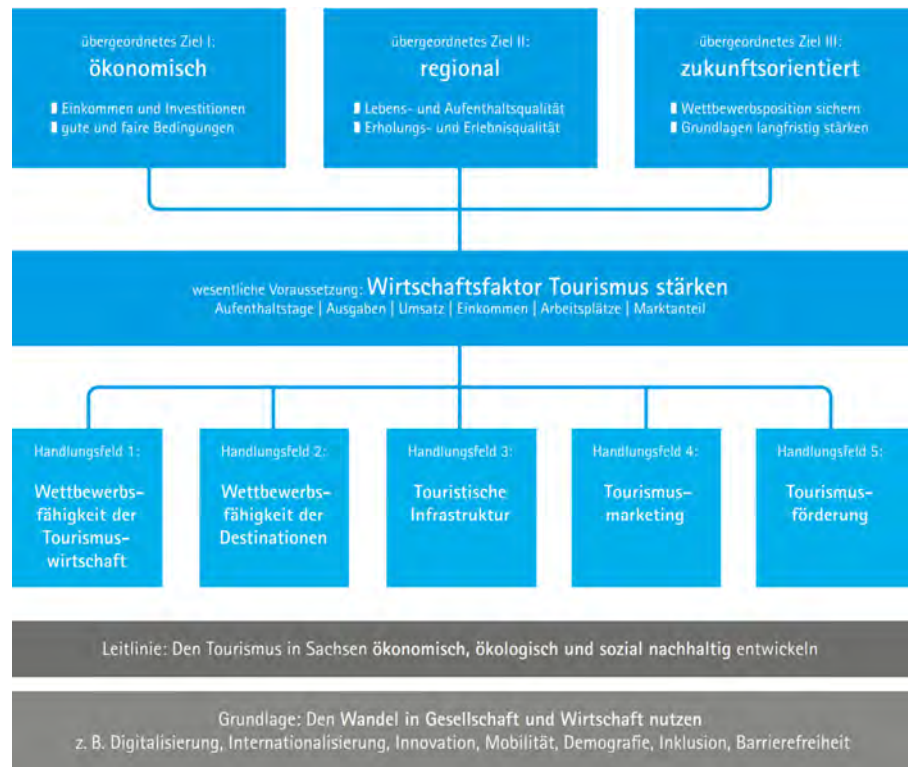 übergeordnetes Ziel I:
ökonomisch
Einkommen und Investitionen
gute und faire Bedingungen
übergeordnetes Ziel II:
regional
Lebens- und Aufenthaltsqualität
Erholungs- und Erlebnisqualität
übergeordnetes Ziel III:
zukunftsorientiert
Wettbewerbsposition sichern
Grundlagen langfristig stärken
wesentliche Voraussetzung: Wirtschaftsfaktor Tourismus stärken
Aufenthaltstage | Ausgaben | Umsatz | Einkommen | Arbeitsplätze | Marktanteil
Handlungsfeld 1:
Wettbewerbs-
fähigkeit der
Tourismus-
wirtschaft
Handlungsfeld 2:
Wettbewerbs-
fähigkeit der
Destinationen
Handlungsfeld 3:
Touristische
Infrastruktur
Handlungsfeld 4:
Tourismus-
marketing
Handlungsfeld 5:
Tourismus-
förderung
Leitlinie: Den Tourismus in Sachsen ökonomisch, ökologisch und sozial nachhaltig entwickeln
Grundlage: Den Wandel in Gesellschaft und Wirtschaft nutzen
z. B. Digitalisierung, Internationalisierung, Innovation, Mobilität, Demografie, Inklusion, Barrierefreiheit